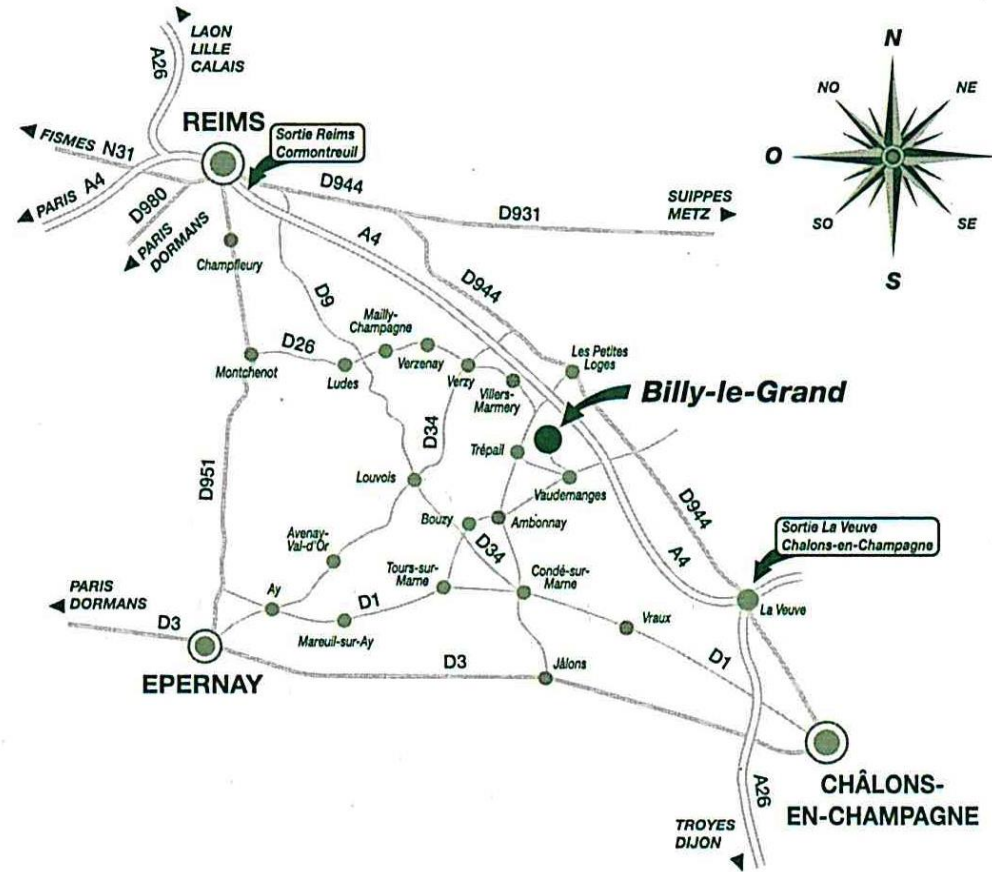 LAON
LILLE
CALAIS
A26
REIMS
Sortie Reims
Cormontreuil
FISMES N31
PARIS A4
D980
PARIS
DORMANS
D944
D931
SUIPPES
METZ
N
NE
E
SE
S
SO
O
NO
Champfleury
A4
D9
D944
Mailly-
Champagne
D26
Montchenot
Ludes
Verzenay
Verzy
Villers-
Marmery
Les Petites
Loges
Billy-le-Grand
D34
Trépail
Louvois
Vaudemanges
D951
Bouzy
Ambonnay
D34
D944
A4
Sortie La Veuve
Chalons-en-Champagne
Avenay-
Val-d'Or
Tours-sur-
Marne
Condé-sur-
Marne
La Veuve
PARIS
DORMANS
Ay
D1
Mareuil-sur-Ay
Vraux
D1
D3
EPERNAY
D3
Jâlons
CHÂLONS-
EN-CHAMPAGNE
A26
TROYES
DIJON